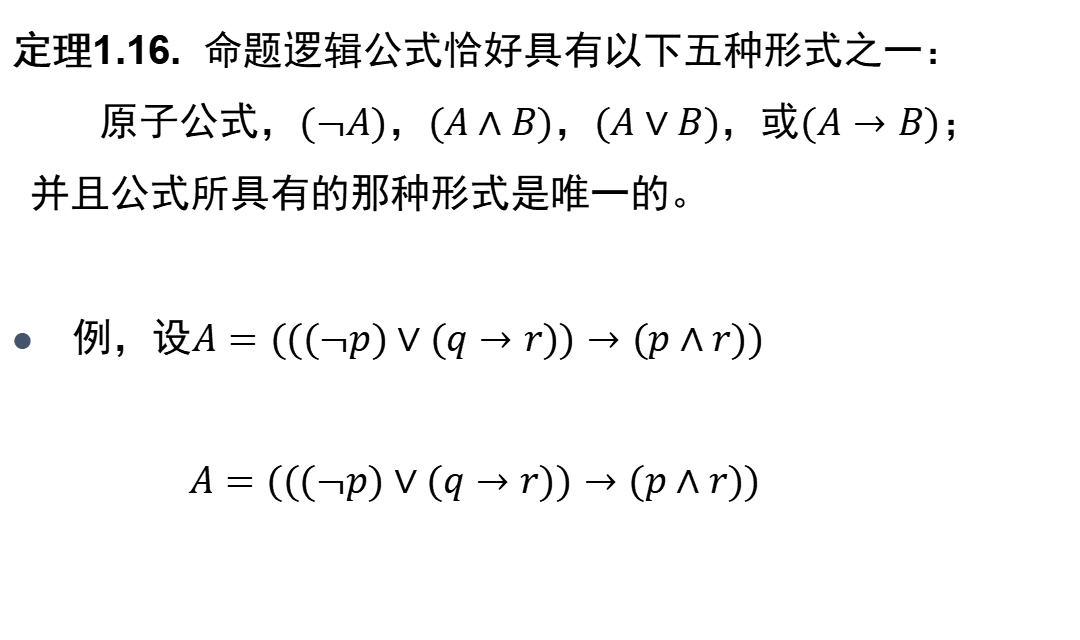 定理1.16. 命题逻辑公式恰好具有以下五种形式之一：
原子公式，(¬A)，(A ∧ B)，(A ∨ B)，或(A → B)；
并且公式所具有的那种形式是唯一的。
● 例，设A = (((¬p) ∨ (q → r)) → (p ∧ r))
A = (((¬p) ∨ (q → r)) → (p ∧ r))